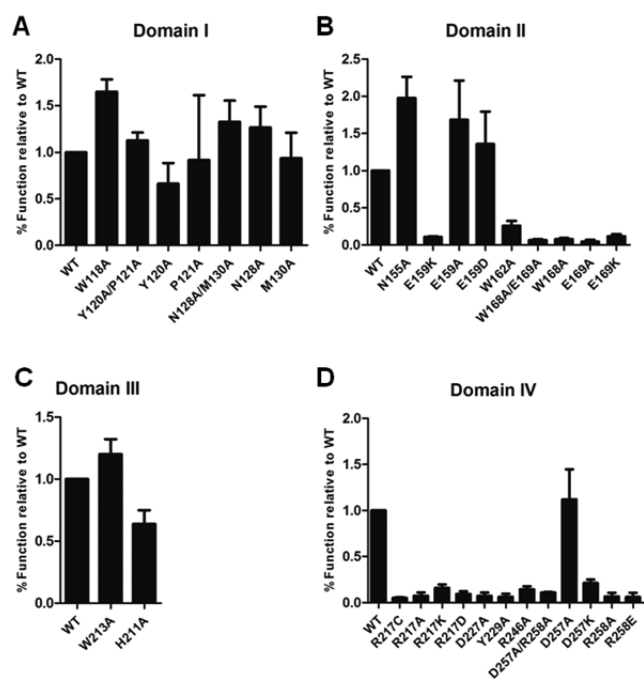 A
Domain I
% Function relative to WT
2.0
1.5
1.0
0.5
0.0
WT
W118A
Y120A/P121A
Y120A
P121A
N128A/M130A
N128A
M130A
B
Domain II
% Function relative to WT
2.5
2.0
1.5
1.0
0.5
0.0
WT
N155A
E159K
E159A
E159D
W162A
W168A/E169A
W168A
E169A
E169K
C
Domain III
% Function relative to WT
1.5
1.0
0.5
0.0
WT
W213A
H211A
D
Domain IV
% Function relative to WT
2.0
1.5
1.0
0.5
0.0
WT
R217C
R217A
R217K
R217D
D227A
Y229A
R246A
D257A/R258A
D257A
D257K
R258A
R258E